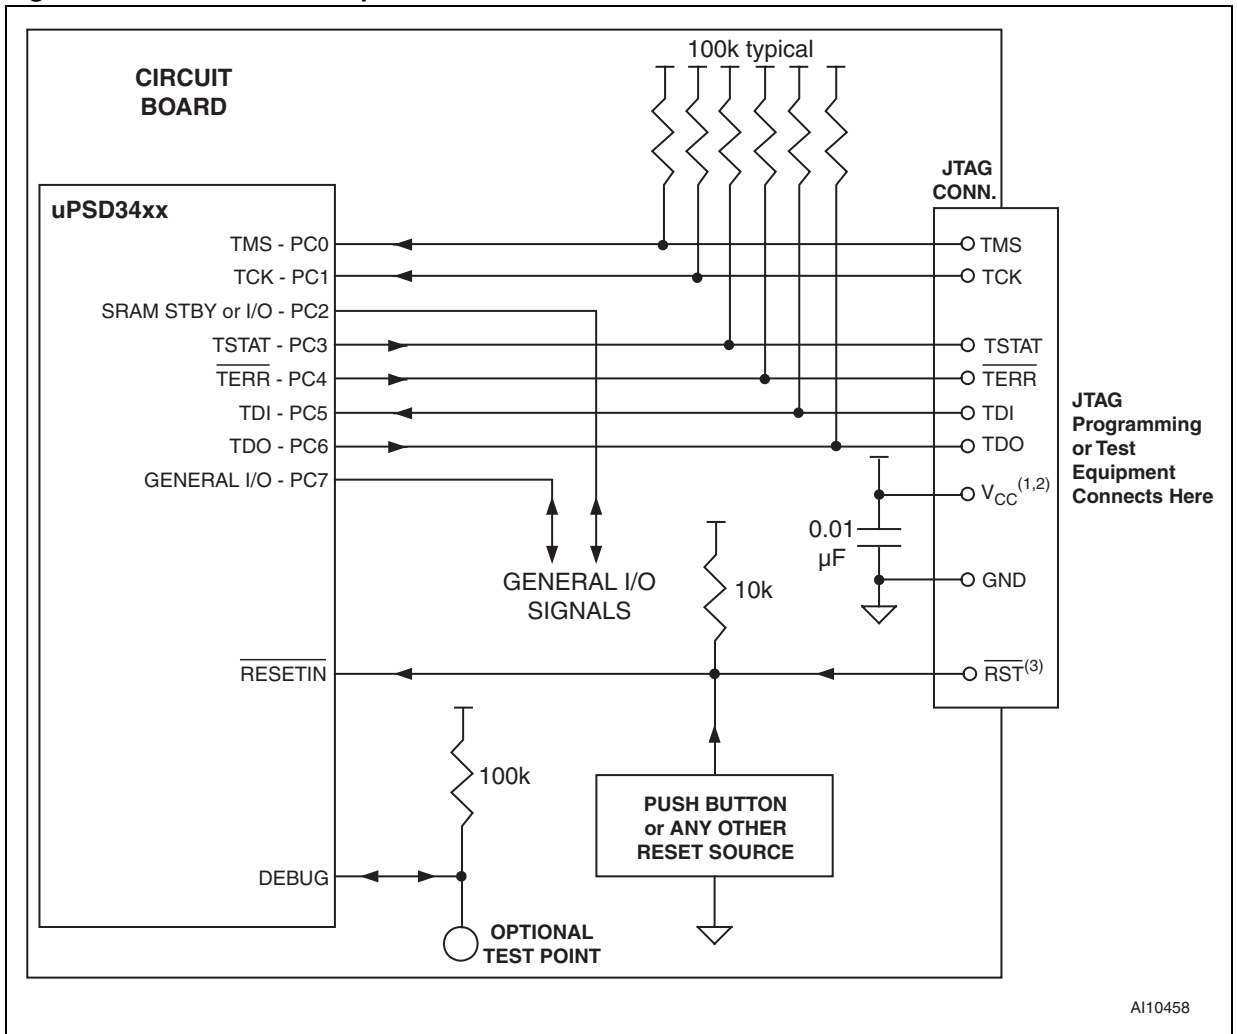 100k typical
CIRCUIT
BOARD
JTAG
CONN.
uPSD34xx
TMS - PC0
TMS
TCK - PC1
TCK
SRAM STBY or I/O - PC2
TSTAT - PC3
TSTAT
TERR - PC4
TERR
TDI - PC5
TDI
TDO - PC6
TDO
GENERAL I/O - PC7
JTAG
Programming
or Test
Equipment
Connects Here
VCC(1,2)
0.01
µF
GENERAL I/O
SIGNALS
10k
GND
RESETIN
RST(3)
100k
PUSH BUTTON
or ANY OTHER
RESET SOURCE
DEBUG
OPTIONAL
TEST POINT
AI10458